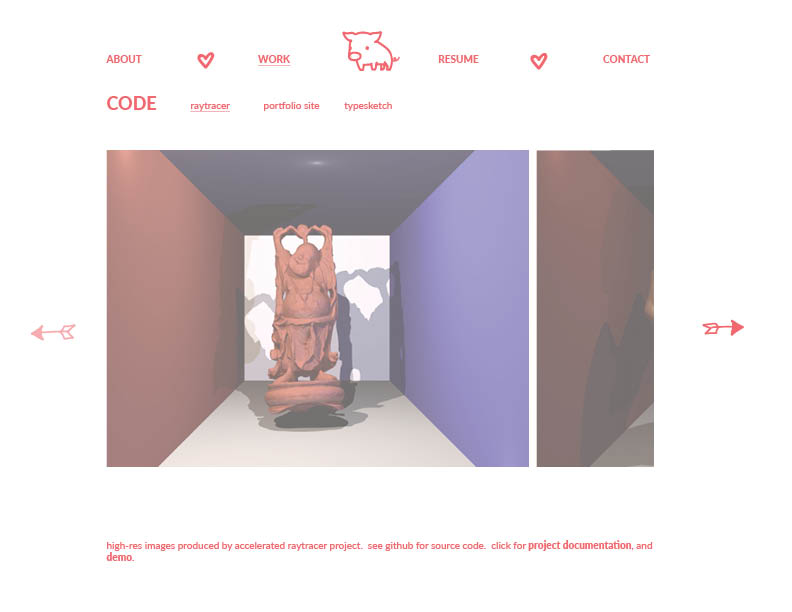 ABOUT WORK RESUME CONTACT
CODE raytracer portfolio site typesketch
high-res images produced by accelerated raytracer project. see github for source code. click for project documentation, and
demo.